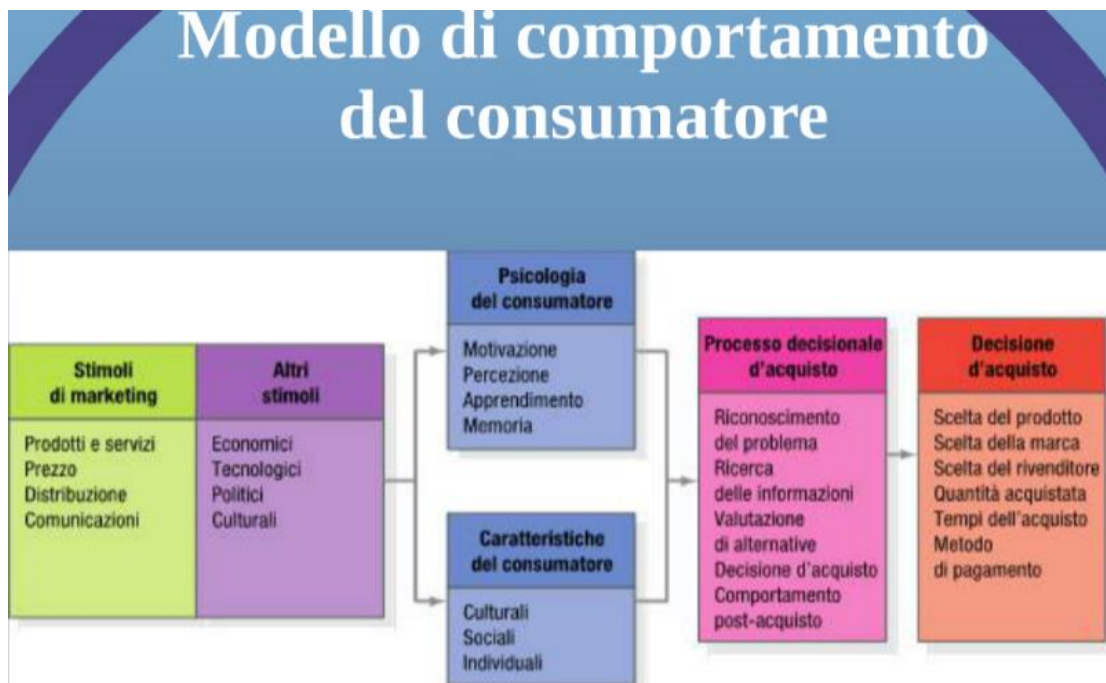 Modello di comportamento
del consumatore
Stimoli
di marketing
Prodotti e servizi
Prezzo
Distribuzione
Comunicazioni
Altri
stimoli
Economici
Tecnologici
Politici
Culturali
Psicologia
del consumatore
Motivazione
Percezione
Apprendimento
Memoria
Caratteristiche
del consumatore
Culturali
Sociali
Individuali
Processo decisionale
d'acquisto
Riconoscimento
del problema
Ricerca
delle informazioni
Valutazione
di alternative
Decisione d'acquisto
Comportamento
post-acquisto
Decisione
d'acquisto
Scelta del prodotto
Scelta della marca
Scelta del rivenditore
Quantità acquistata
Tempi dell'acquisto
Metodo
di pagamento